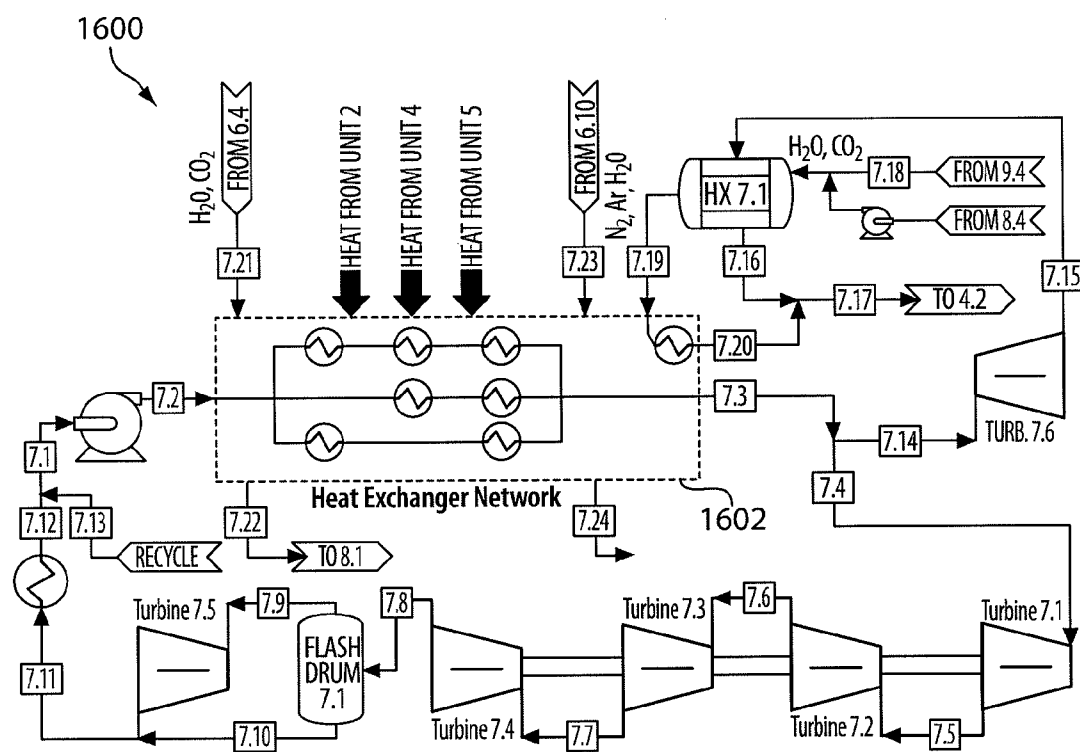 1600
H₂O, CO₂
FROM 6.4
HEAT FROM UNIT 2
HEAT FROM UNIT 4
HEAT FROM UNIT 5
FROM 6.10
N₂, Ar, H₂O
HX 7.1
H₂O, CO₂
7.18
FROM 9.4
FROM 8.4
7.21
7.23
7.19
7.16
7.15
7.17
TO 4.2
7.20
7.2
7.3
7.1
7.14
TURB. 7.6
7.4
Heat Exchanger Network
1602
7.12
7.13
RECYCLE
7.22
TO 8.1
7.24
Turbine 7.5
7.9
FLASH
DRUM
7.1
7.8
Turbine 7.3
7.6
Turbine 7.1
7.11
7.10
Turbine 7.4
7.7
Turbine 7.2
7.5